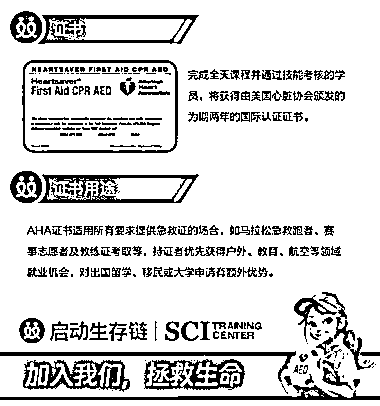 证书
HEARTSAVER FIRST AID CPR AED
Heartsaver
First Aid CPR AED
American
Heart
Association
完成全天课程并通过技能考核的学
员，将获得由美国心脏协会颁发的
为期两年的国际认证证书。
证书用途
AHA证书适用所有要求提供急救证的场合，如马拉松急救跑者、赛
事志愿者及教练证考取等，持证者优先获得户外、教育、航空等领域
就业机会，对出国留学、移民或大学申请有额外优势。
启动生存链 | SCI TRAINING CENTER
加入我们，拯救生命
AED